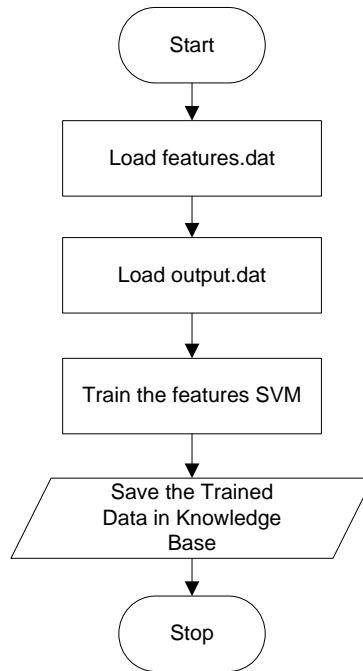 Start
Load features.dat
Load output.dat
Train the features SVM
Save the Trained
Data in Knowledge
Base
Stop